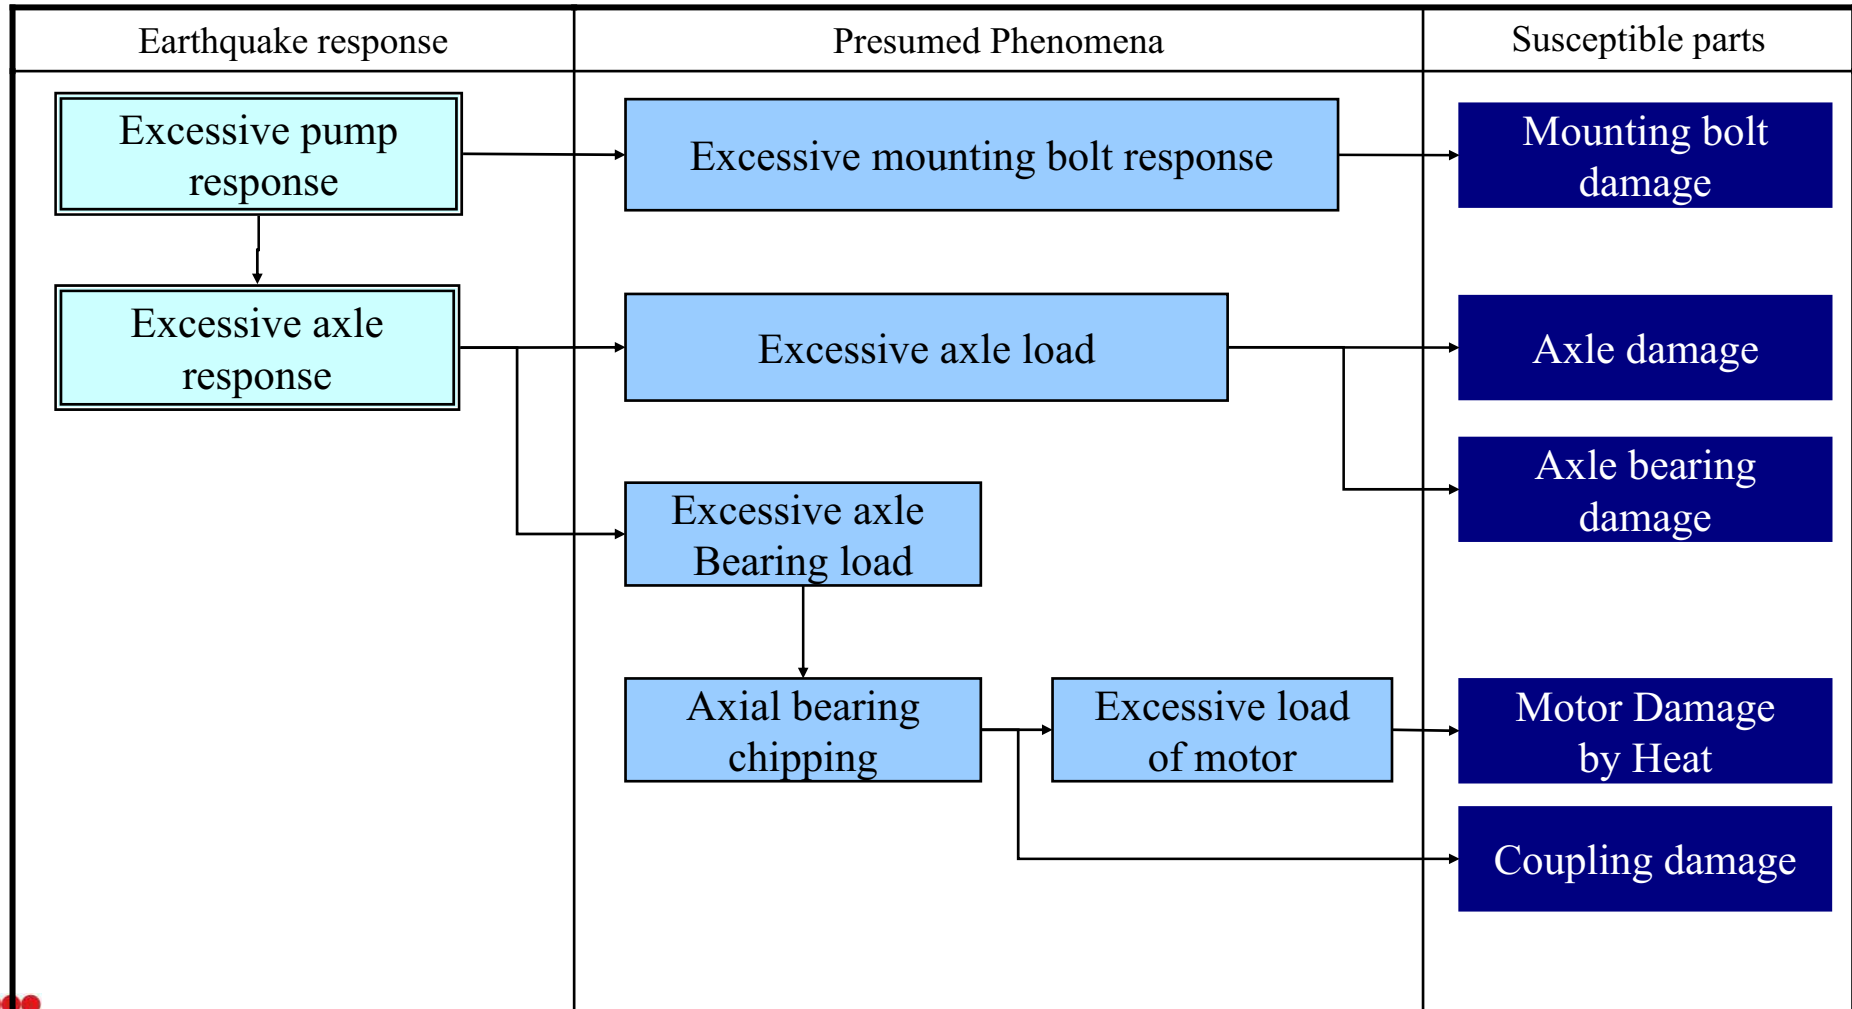 Earthquake response
Presumed Phenomena
Susceptible parts
Excessive pump
response
Excessive mounting bolt response
Mounting bolt
damage
Excessive axle
response
Excessive axle load
Axle damage
Axle bearing
damage
Excessive axle
Bearing load
Axial bearing
chipping
Excessive load
of motor
Motor Damage
by Heat
Coupling damage